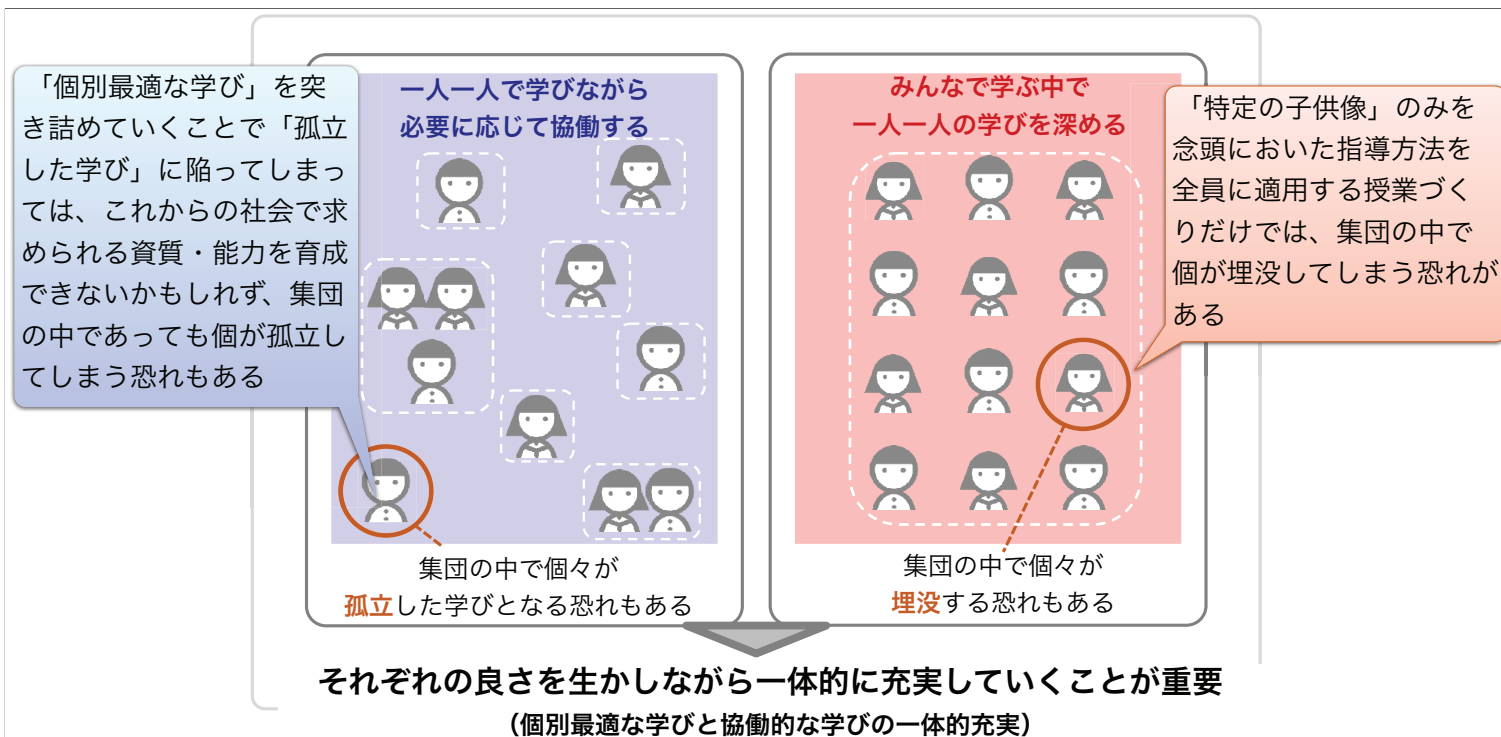 「個別最適な学び」を突
き詰めていくことで「孤立
した学び」に陥ってしまっ
ては、これからの社会で求
められる資質・能力を育成
できないかもしれず、集団
の中であっても個が孤立し
てしまう恐れもある
一人一人で学びながら
必要に応じて協働する
集団の中で個々が
孤立した学びとなる恐れもある
みんなで学ぶ中で
一人一人の学びを深める
集団の中で個々が
埋没する恐れもある
「特定の子供像」のみを
念頭においた指導方法を
全員に適用する授業づく
りだけでは、集団の中で
個が埋没してしまう恐れが
ある
それぞれの良さを生かしながら一体的に充実していくことが重要
（個別最適な学びと協働的な学びの一体的充実）